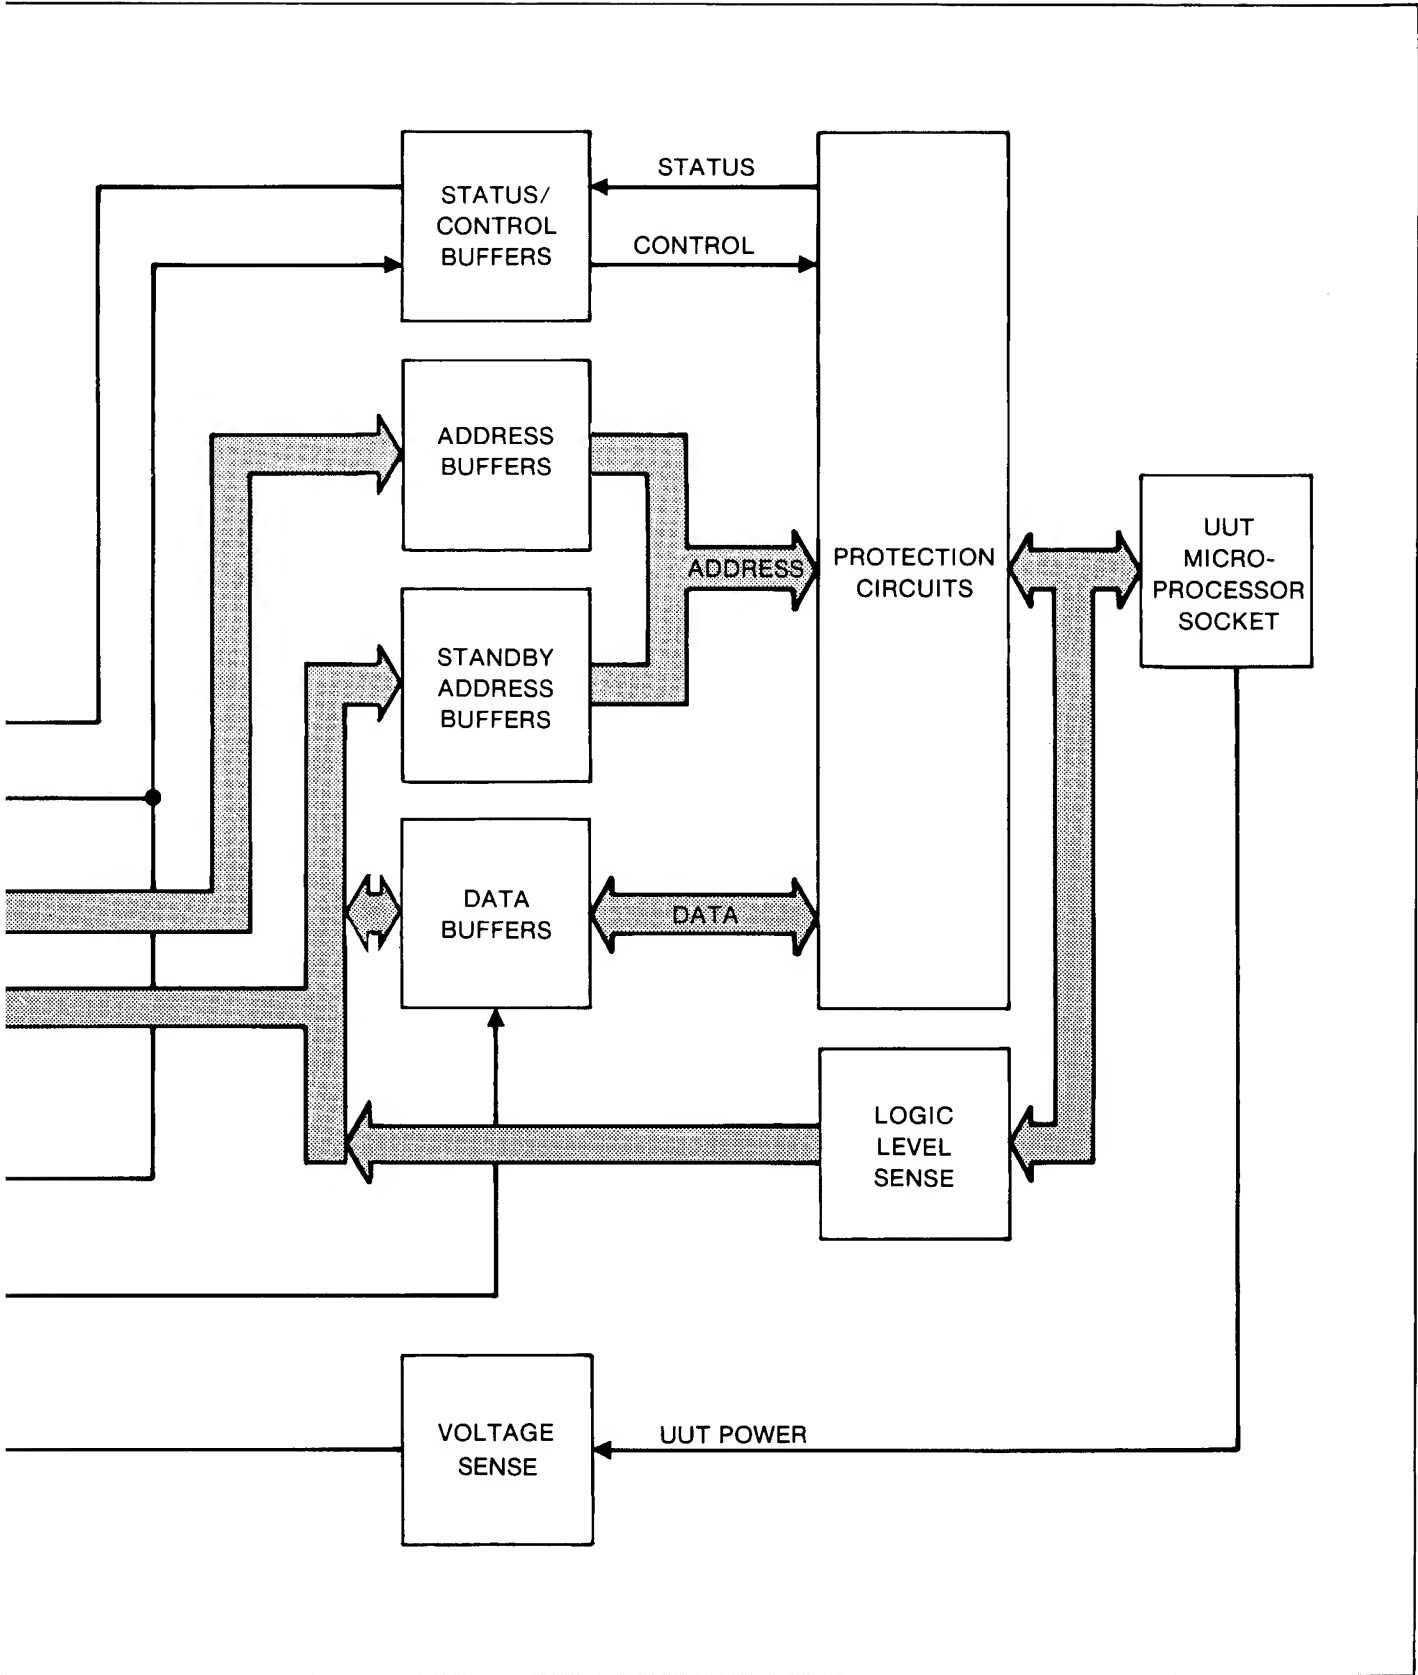 STATUS/
CONTROL
BUFFERS
STATUS
CONTROL
ADDRESS
BUFFERS
ADDRESS
STANDBY
ADDRESS
BUFFERS
PROTECTION
CIRCUITS
UUT
MICRO-
PROCESSOR
SOCKET
DATA
BUFFERS
DATA
LOGIC
LEVEL
SENSE
VOLTAGE
SENSE
UUT POWER